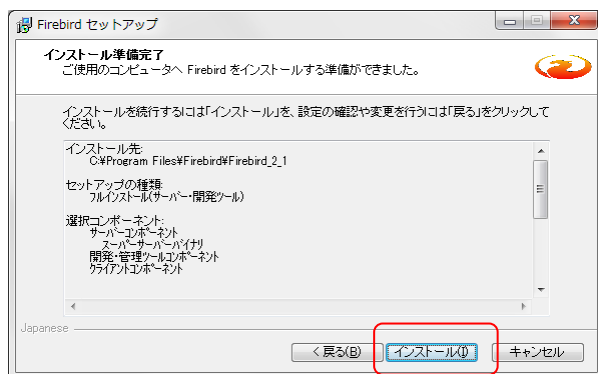 Firebird セットアップ
インストール準備完了
ご使用のコンピュータへ Firebird をインストールする準備ができました。
インストールを続行するには「インストール」を、設定の確認や変更を行うには「戻る」をクリックして
ください。
インストール先:
C:¥Program Files¥Firebird¥Firebird_2_1
セットアップの種類:
フルインストール(サーバー・開発ツール)
選択コンポーネント:
サーバーコンポーネント
スーパーサーバーバイナリ
開発・管理ツールコンポーネント
クライアントコンポーネント
Japanese
< 戻る(B)
インストール(I)
キャンセル